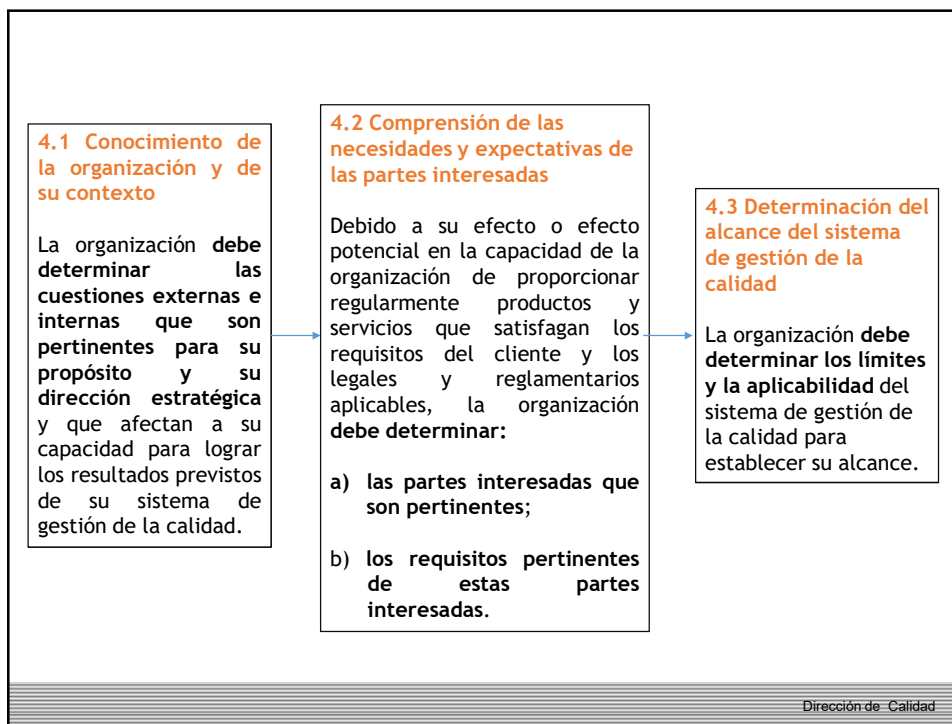 4.1 Conocimiento de
la organización y de
su contexto
La organización debe
determinar las
cuestiones externas e
internas que son
pertinentes para su
propósito y su
dirección estratégica
y que afectan a su
capacidad para lograr
los resultados previstos
de su sistema de
gestión de la calidad.
4.2 Comprensión de las
necesidades y expectativas de
las partes interesadas
Debido a su efecto o efecto
potencial en la capacidad de la
organización de proporcionar
regularmente productos y
servicios que satisfagan los
requisitos del cliente y los
legales y reglamentarios
aplicables, la organización
debe determinar:
a) las partes interesadas que
son pertinentes;
b) los requisitos pertinentes
de estas partes
interesadas.
4.3 Determinación del
alcance del sistema
de gestión de la
calidad
La organización debe
determinar los límites
y la aplicabilidad del
sistema de gestión de
la calidad para
establecer su alcance.
Dirección de Calidad